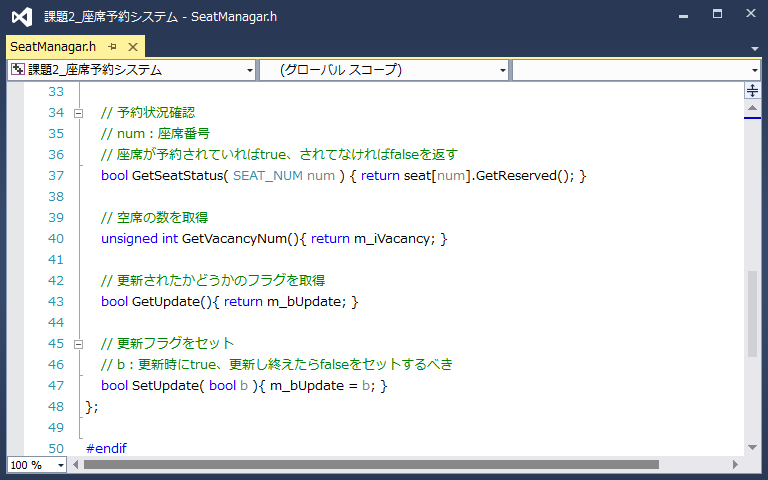 課題2_座席予約システム - SeatManagar.h
SeatManagar.h
課題2_座席予約システム (グローバル スコープ)
33
34 // 予約状況確認
35 // num : 座席番号
36 // 座席が予約されていればtrue、されてなければfalseを返す
37 bool GetSeatStatus( SEAT_NUM num ) { return seat[num].GetReserved(); }
38
39 // 空席の数を取得
40 unsigned int GetVacancyNum(){ return m_iVacancy; }
41
42 // 更新されたかどうかのフラグを取得
43 bool GetUpdate(){ return m_bUpdate; }
44
45 // 更新フラグをセット
46 // b : 更新時にtrue、更新し終えたらfalseをセットするべき
47 bool SetUpdate( bool b ){ m_bUpdate = b; }
48 };
49
50 #endif
100 %